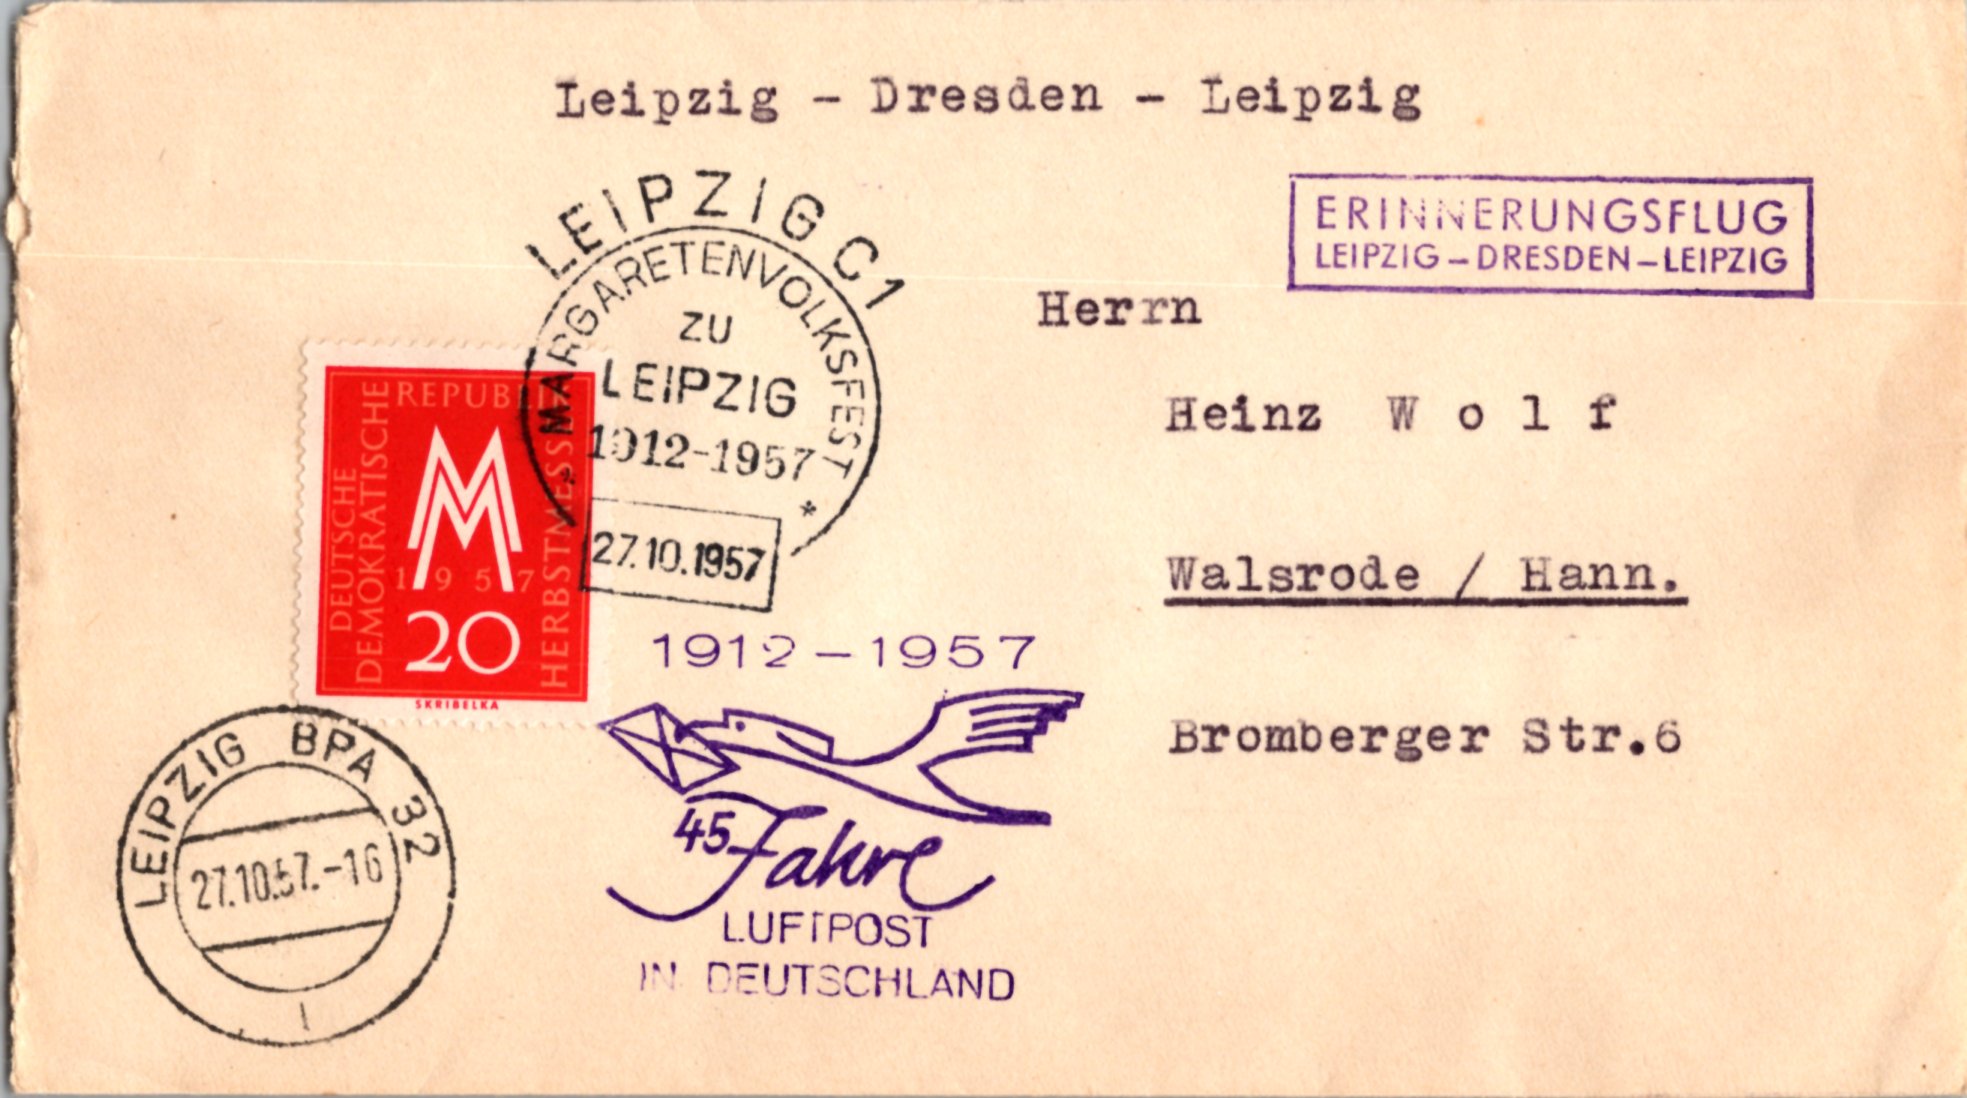 Leipzig - Dresden - Leipzig
ERINNERUNGSFLUG
LEIPZIG – DRESDEN – LEIPZIG
LEIPZIG C1
MARGARETENVOLKSFEST
ZU
LEIPZIG
1912-1957
* *
27.10.1957
Herrn
Heinz W o l f
Walsrode / Hann.
Bromberger Str.6
DEUTSCHE
DEMOKRATISCHE
REPUBLIK
HERBSTMESSE
MM
1957
20
SKRIBELKA
1912 – 1957
45 Jahre
LUFTPOST
IN DEUTSCHLAND
LEIPZIG BPA 32
27.10.57.-16
l